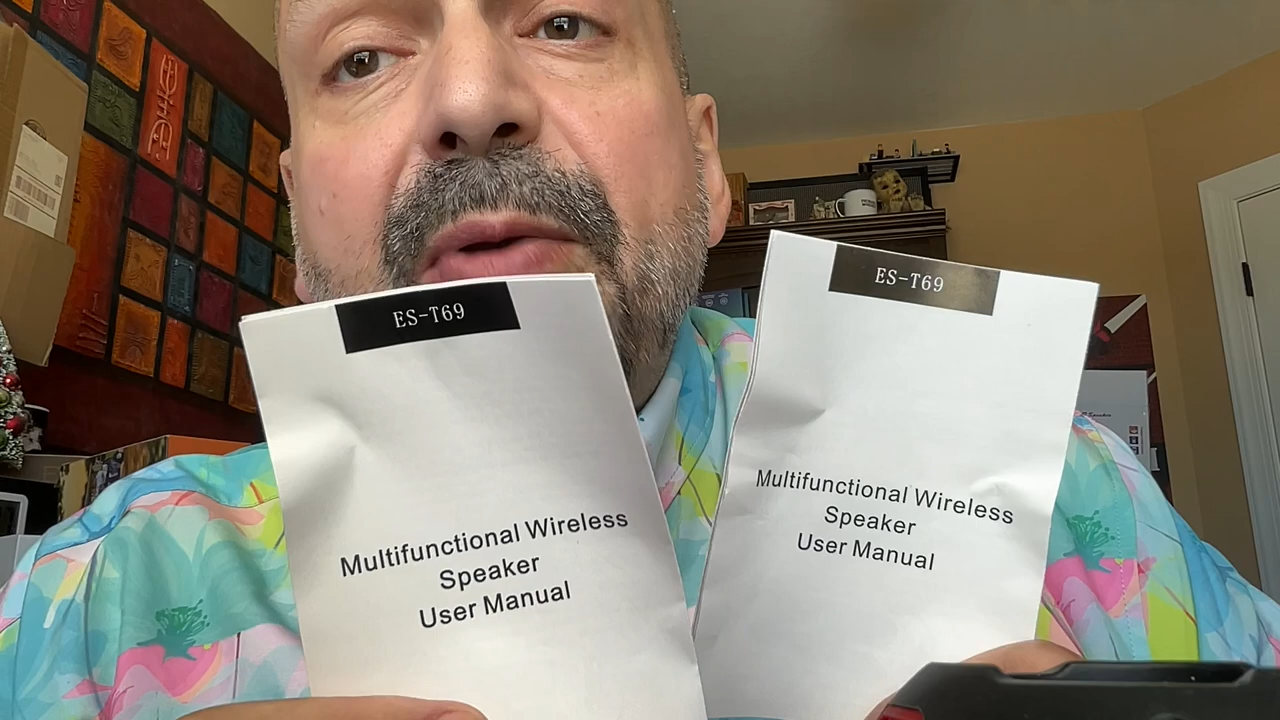 ES-T69
Multifunctional Wireless
Speaker
User Manual
ES-T69
Multifunctional Wireless
Speaker
User Manual